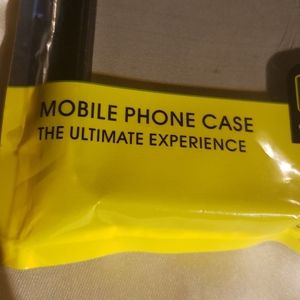 MOBILE PHONE CASE
THE ULTIMATE EXPERIENCE